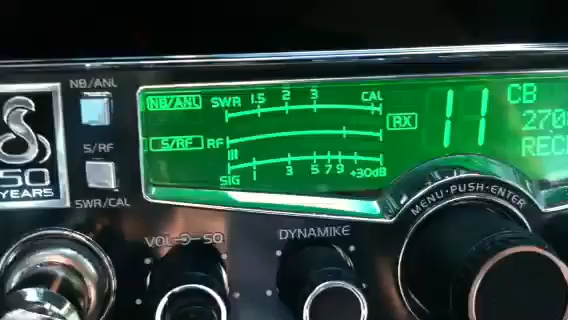 NB/ANL
50
YEARS
S/RF
SWR/CAL
NB/ANL
SWR 1.5 2 3 CAL
S/RF
RF
SIG 1 3 5 7 9 +30dB
RX
11
CB
270
REC
MENU·PUSH·ENTER
VOL SQ
DYNAMIKE